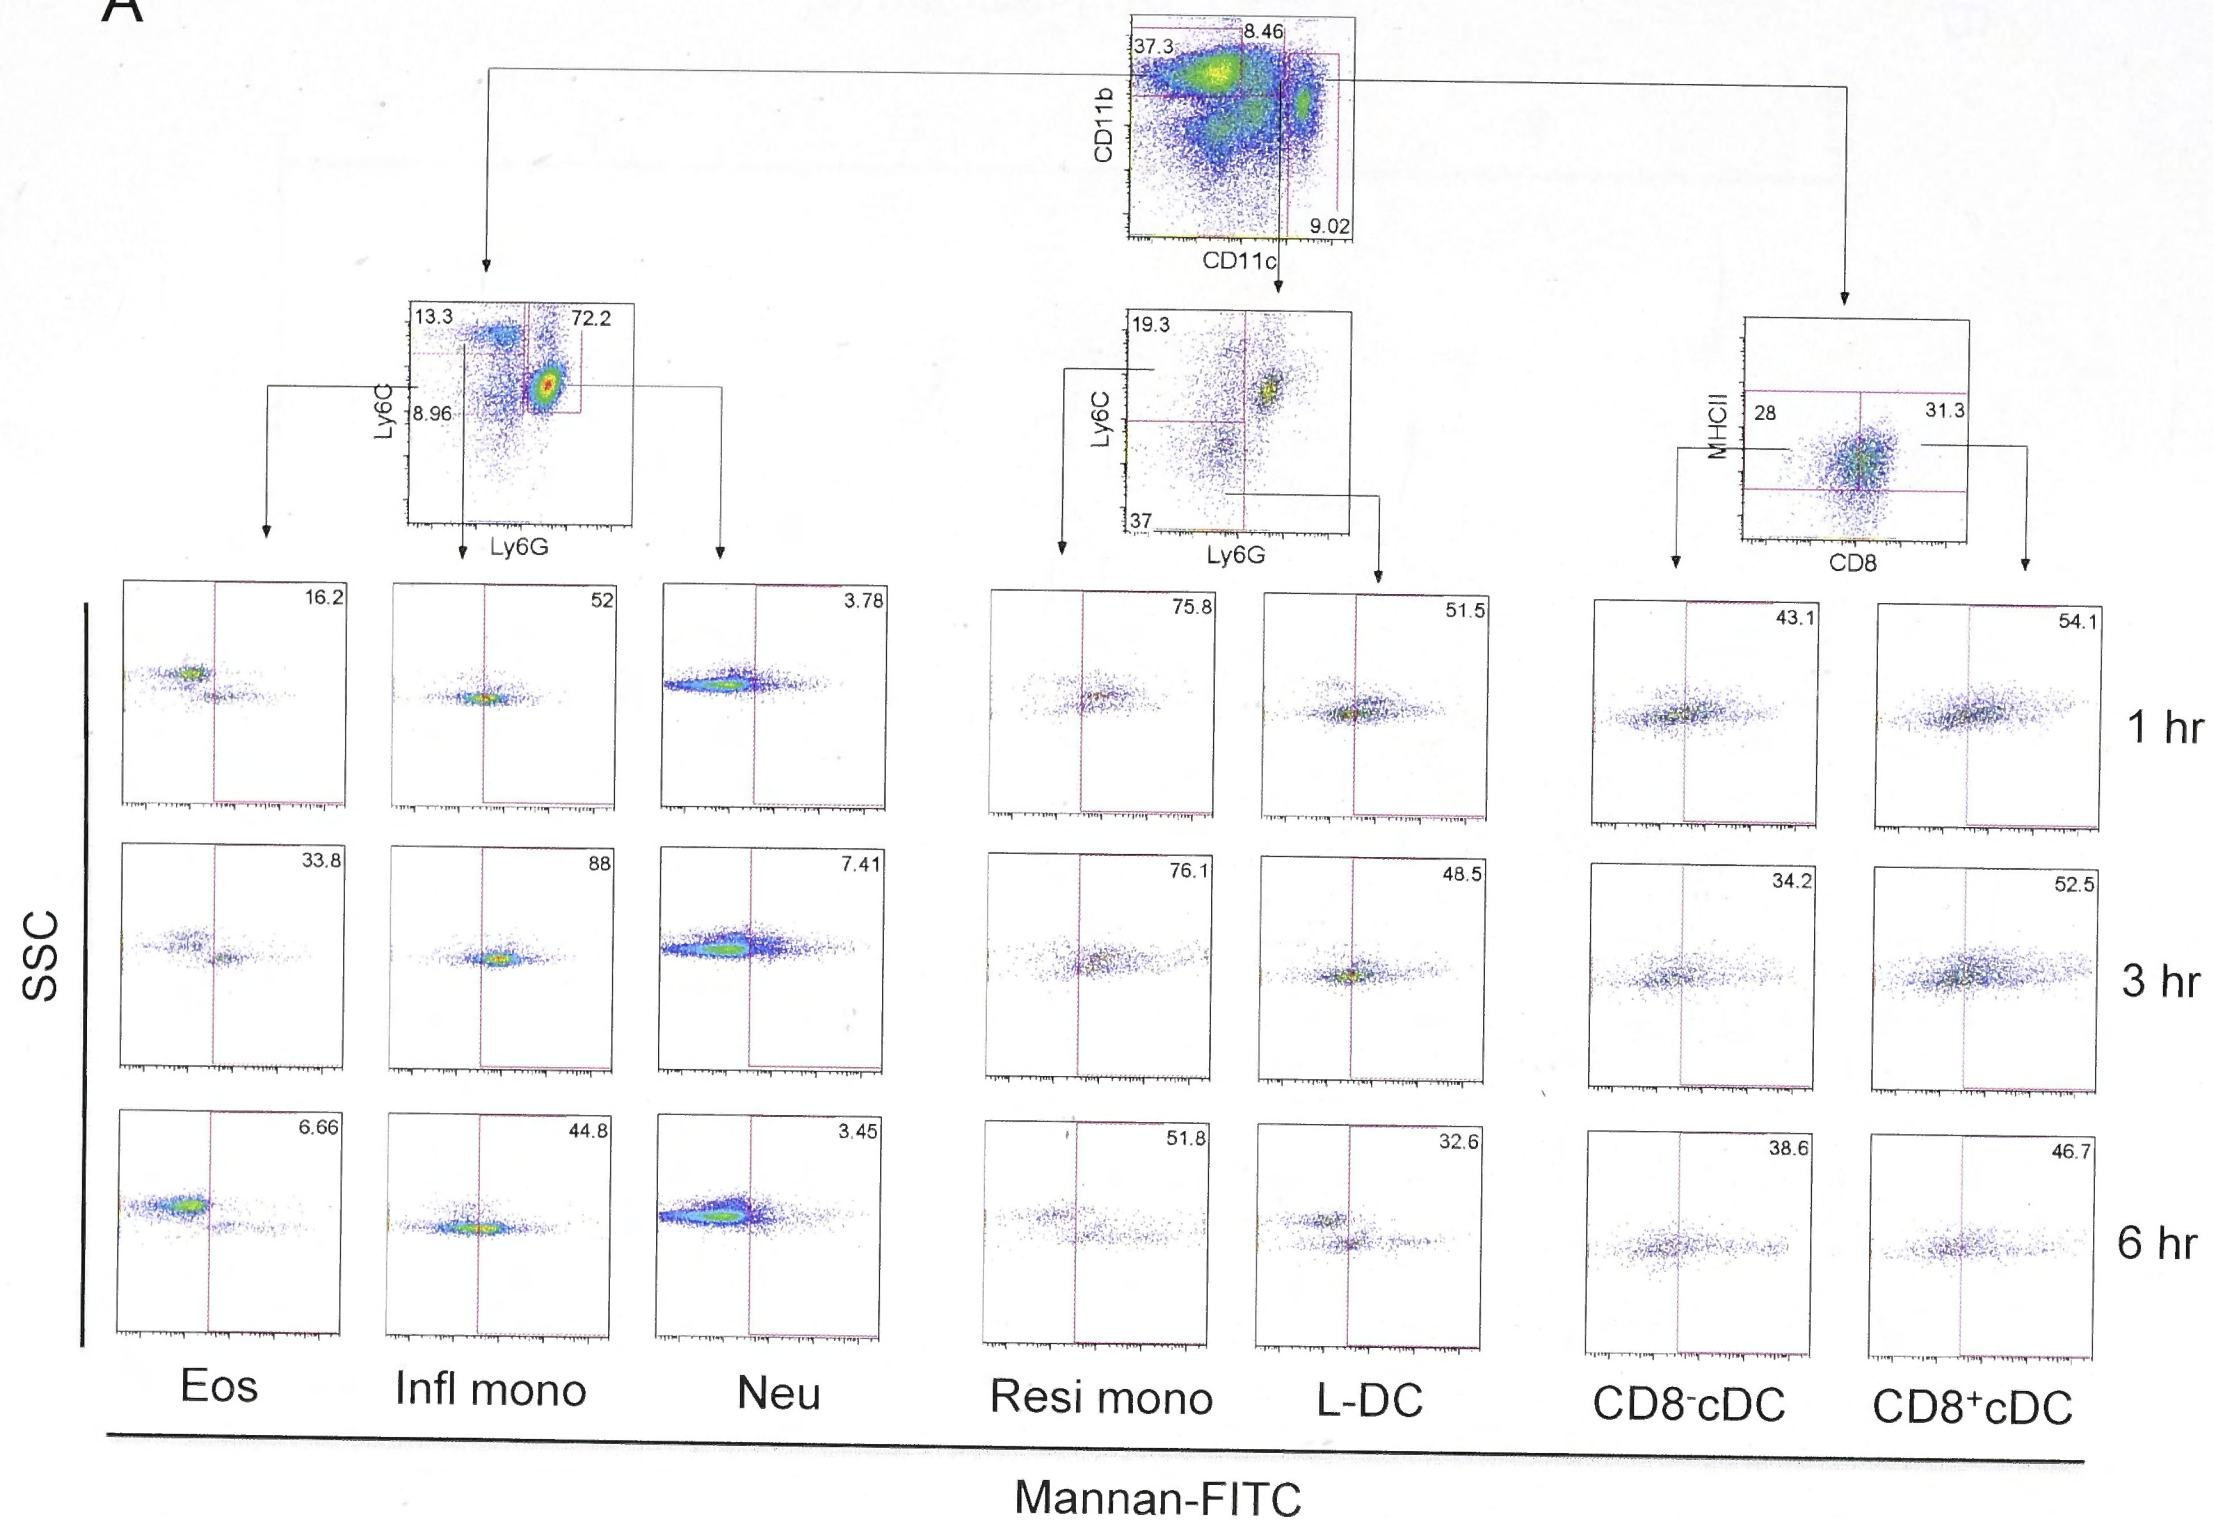 A
37.3
8.46
9.02
CD11b
CD11c
13.3
72.2
8.96
Ly6C
Ly6G
19.3
37
Ly6C
Ly6G
28
31.3
MHCII
CD8
16.2
52
3.78
75.8
51.5
43.1
54.1
1 hr
33.8
88
7.41
76.1
48.5
34.2
52.5
3 hr
6.66
44.8
3.45
51.8
32.6
38.6
46.7
6 hr
SSC
Eos
Infl mono
Neu
Resi mono
L-DC
CD8⁻cDC
CD8⁺cDC
Mannan-FITC